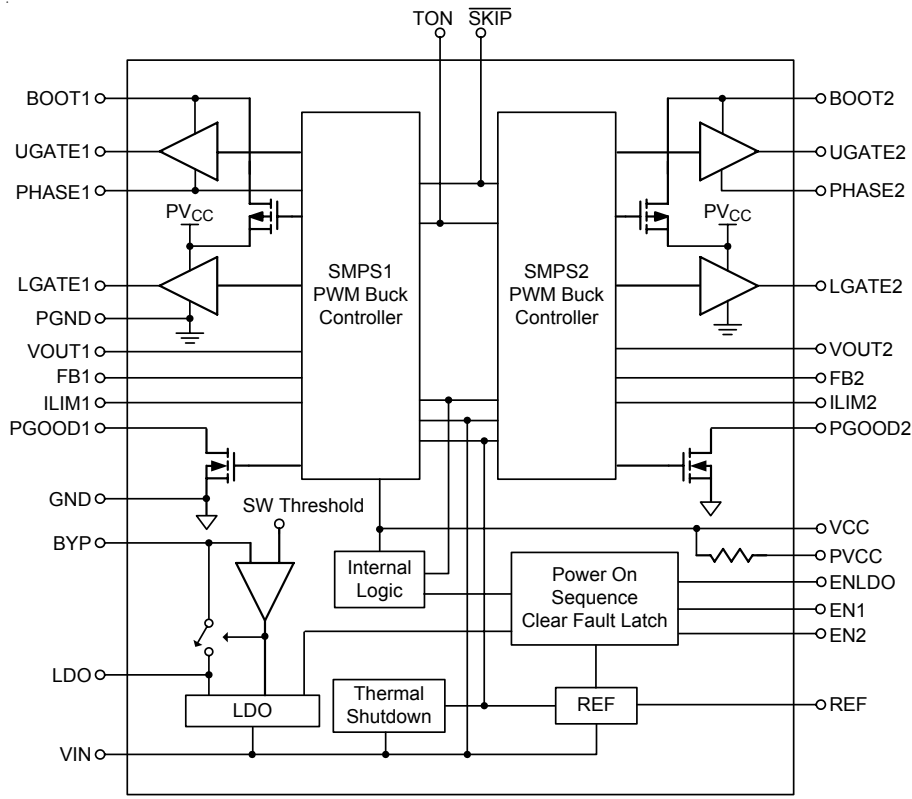 TON SKIP
BOOT1
BOOT2
UGATE1
UGATE2
PHASE1
PHASE2
PVCC
PVCC
SMPS1
PWM Buck
Controller
SMPS2
PWM Buck
Controller
LGATE1
LGATE2
PGND
VOUT1
VOUT2
FB1
FB2
ILIM1
ILIM2
PGOOD1
PGOOD2
GND
SW Threshold
VCC
BYP
PVCC
Internal
Logic
Power On
Sequence
Clear Fault Latch
ENLDO
EN1
EN2
LDO
LDO
Thermal
Shutdown
REF
REF
VIN